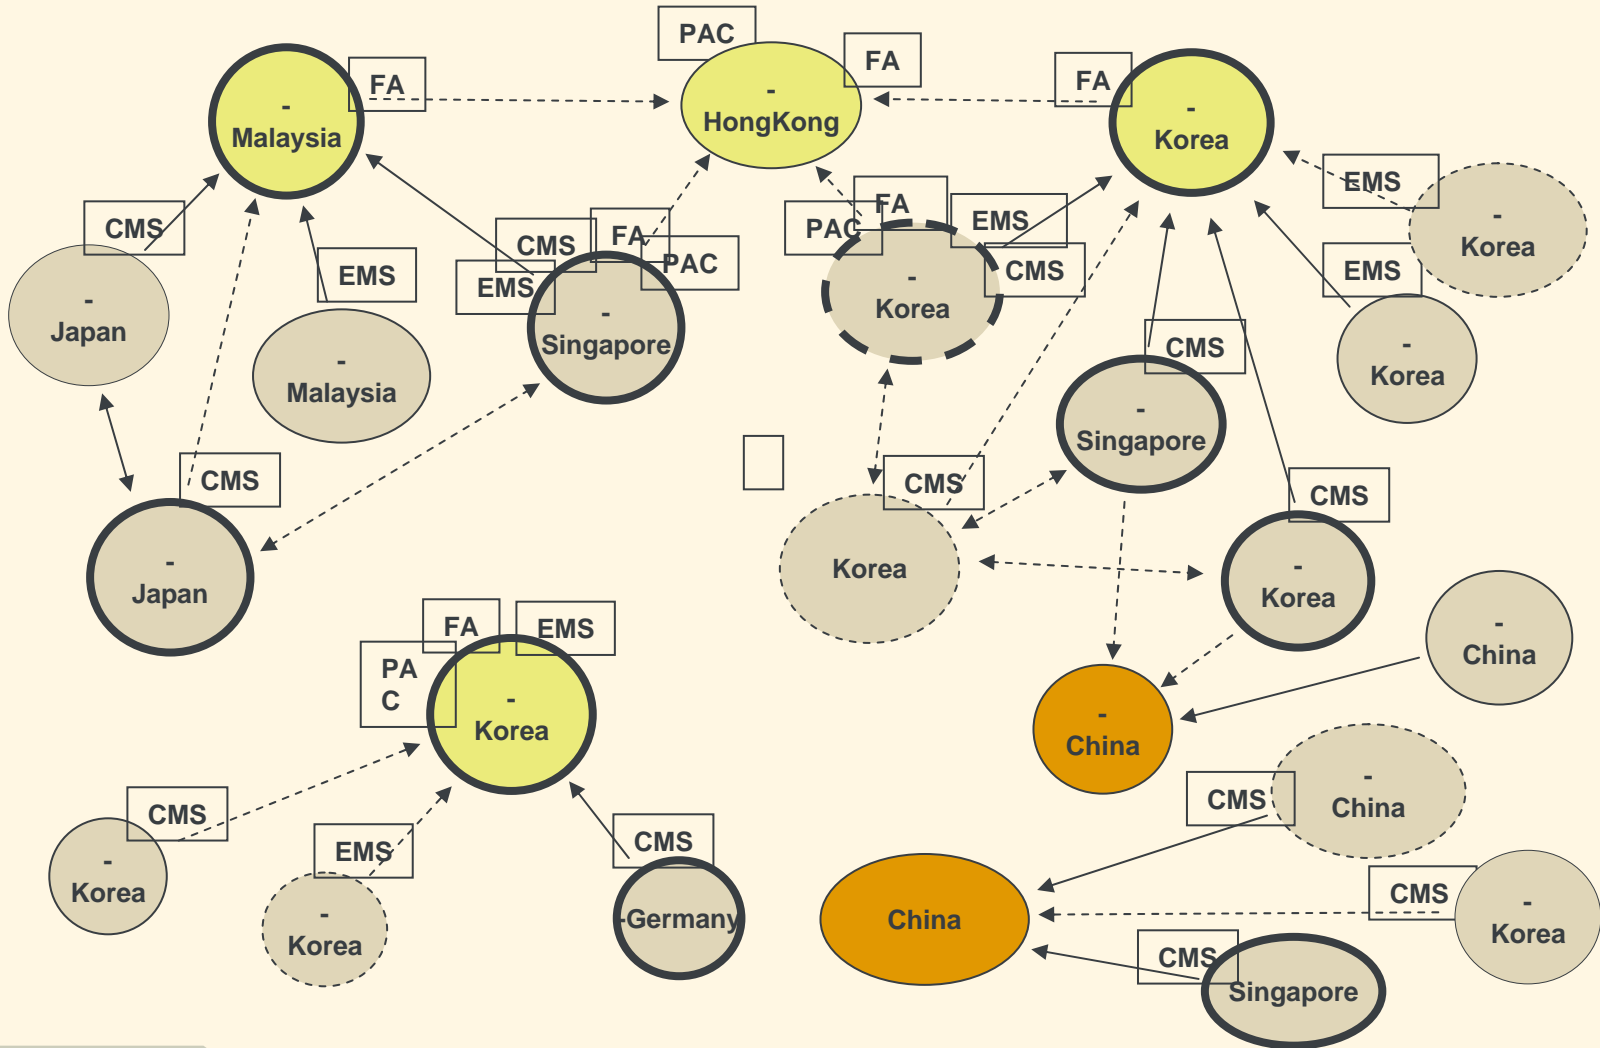 PAC
FA
-
HongKong
FA
-
Malaysia
FA
-
Korea
EMS
-
Korea
CMS
-
Japan
EMS
-
Malaysia
CMS
EMS
FA
PAC
-
Singapore
PAC
FA
EMS
CMS
-
Korea
EMS
-
Korea
CMS
-
Singapore
CMS
-
Japan
CMS
Korea
CMS
-
Korea
FA
EMS
PA
C
-
Korea
-
China
-
China
CMS
-
Korea
EMS
-
Korea
CMS
-Germany
CMS
-
China
China
CMS
-
Korea
CMS
Singapore